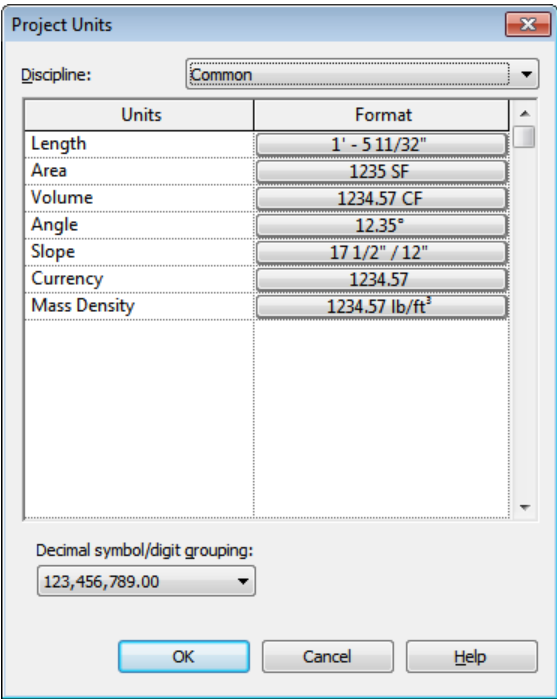 Project Units
Discipline: Common
Units Format
Length 1' - 5 11/32"
Area 1235 SF
Volume 1234.57 CF
Angle 12.35°
Slope 17 1/2" / 12"
Currency 1234.57
Mass Density 1234.57 lb/ft³
Decimal symbol/digit grouping:
123,456,789.00
OK Cancel Help